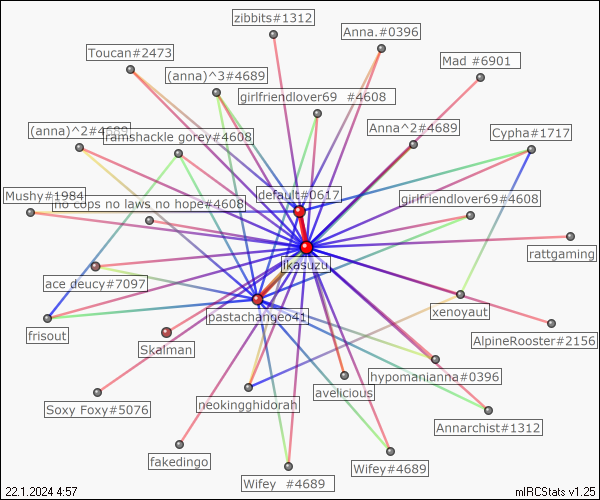 zibbits#1312
Anna.#0396
Toucan#2473
Mad #6901
(anna)^3#4689
girlfriendlover69 #4608
Anna^2#4689
(anna)^2#4689
ramshackle gorey#4608
Cypha#1717
default#0617
Mushy#1984
no cops no laws no hope#4608
girlfriendlover69#4608
rattgaming
ikasuzu
ace deucy#7097
xenoyaut
pastachangeo41
frisout
Skalman
AlpineRooster#2156
hypomanianna#0396
avelicious
neokingghidorah
Soxy Foxy#5076
Annarchist#1312
fakedingo
Wifey#4689
Wifey #4689
22.1.2024 4:57
mIRCStats v1.25